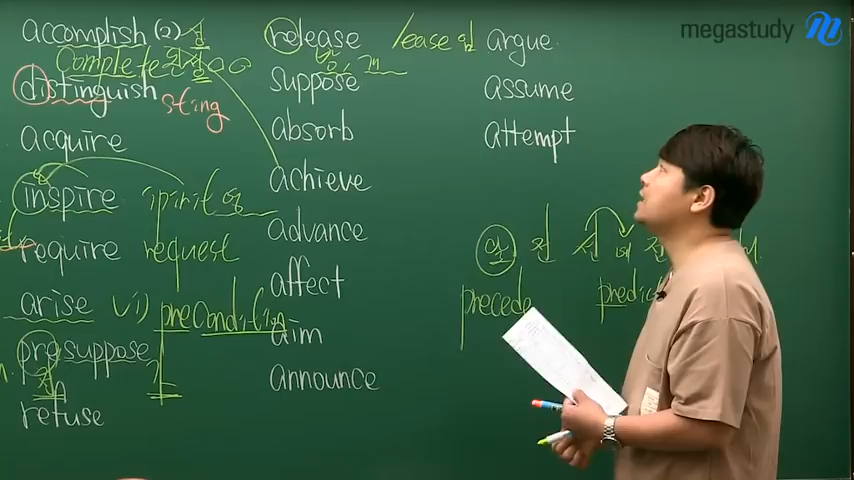 accomplish (2)
Complete
distinguish sting
acquire
inspire spirit
require request
arise vi) precondition
presuppose
refuse
release lease
suppose
absorb
achieve
advance
affect
aim
announce
argue
assume
attempt
precede
megastudy